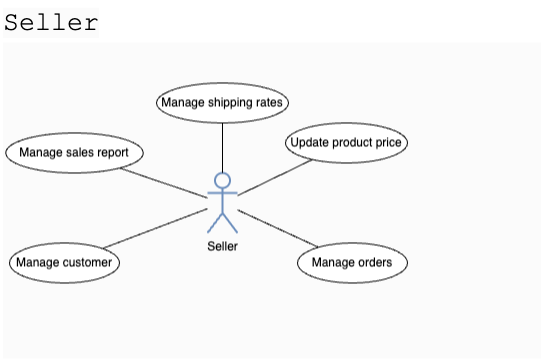 Seller
Manage shipping rates
Update product price
Manage sales report
Seller
Manage customer
Manage orders